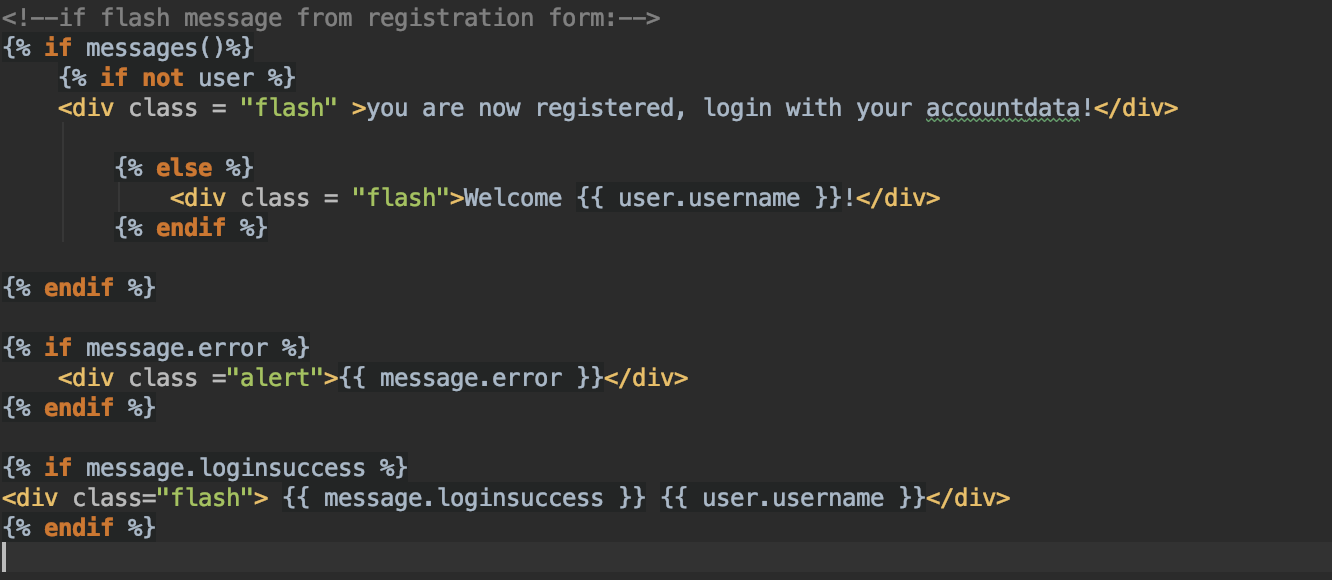 <!--if flash message from registration form:-->
{% if messages()%}
{% if not user %}
<div class = "flash" >you are now registered, login with your accountdata!</div>
{% else %}
<div class = "flash">Welcome {{ user.username }}!</div>
{% endif %}
{% endif %}
{% if message.error %}
<div class ="alert">{{ message.error }}</div>
{% endif %}
{% if message.loginsuccess %}
<div class="flash"> {{ message.loginsuccess }} {{ user.username }}</div>
{% endif %}